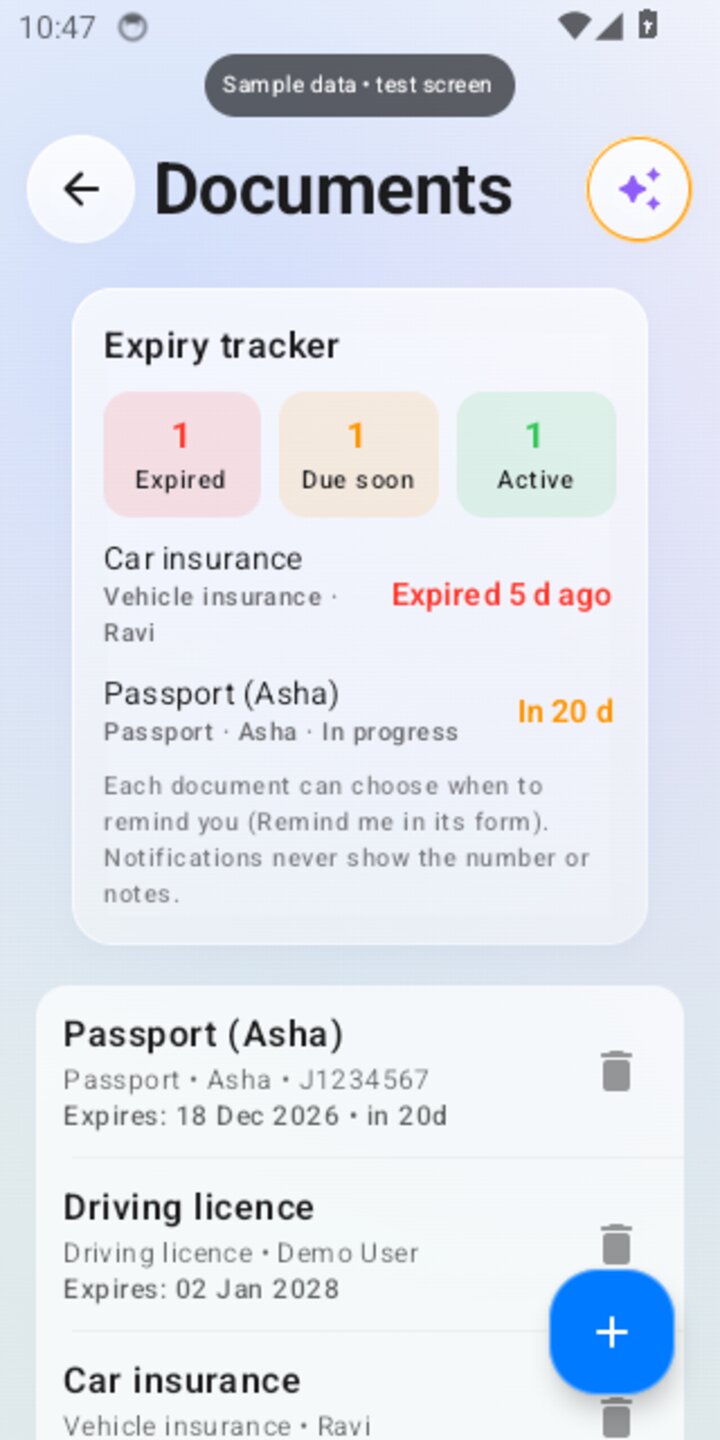 10:47
Sample data • test screen
Documents
Expiry tracker
1
Expired
1
Due soon
1
Active
Car insurance
Vehicle insurance ·
Ravi
Expired 5 d ago
Passport (Asha)
Passport · Asha · In progress
In 20 d
Each document can choose when to
remind you (Remind me in its form).
Notifications never show the number or
notes.
Passport (Asha)
Passport • Asha • J1234567
Expires: 18 Dec 2026 • in 20d
Driving licence
Driving licence • Demo User
Expires: 02 Jan 2028
Car insurance
Vehicle insurance • Ravi